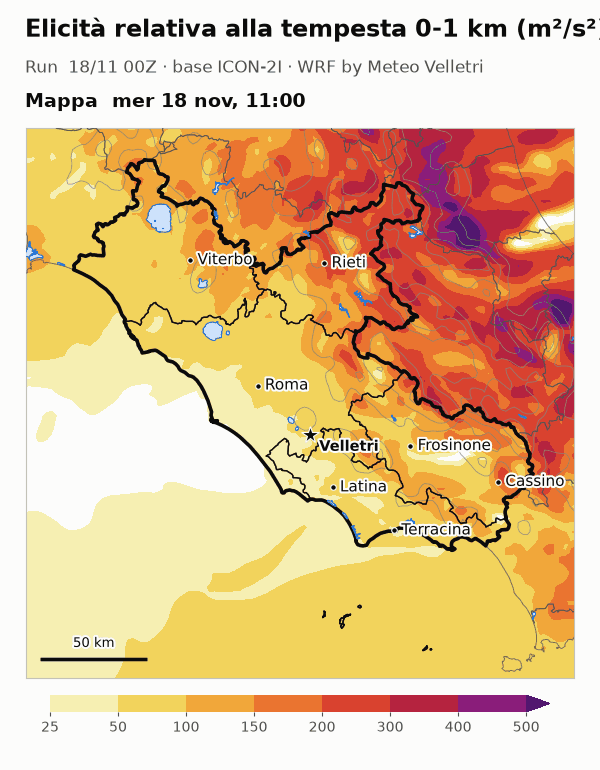 Elicità relativa alla tempesta 0-1 km (m²/s²)
Run 18/11 00Z · base ICON-2I · WRF by Meteo Velletri
Mappa mer 18 nov, 11:00
Viterbo
Rieti
Roma
Velletri
Frosinone
Latina
Cassino
Terracina
50 km
25 50 100 150 200 300 400 500